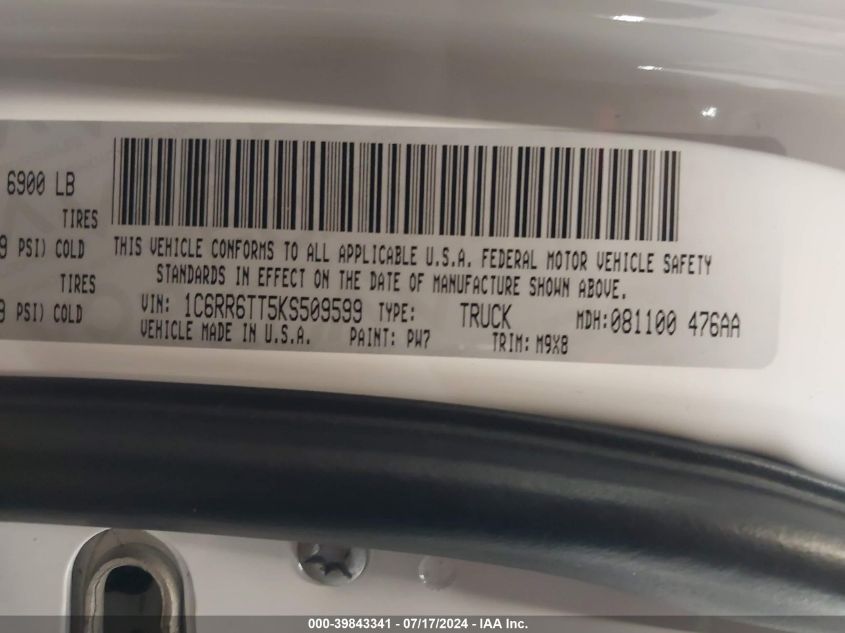 6900 LB
TIRES
9 PSI) COLD
TIRES
9 PSI) COLD
THIS VEHICLE CONFORMS TO ALL APPLICABLE U.S.A. FEDERAL MOTOR VEHICLE SAFETY
STANDARDS IN EFFECT ON THE DATE OF MANUFACTURE SHOWN ABOVE.
VIN: 1C6RR6TT5KS509599 TYPE: TRUCK MDH:081100 476AA
VEHICLE MADE IN U.S.A. PAINT: PW7 TRIM: M9X8
000-39843341 - 07/17/2024 - IAA Inc.